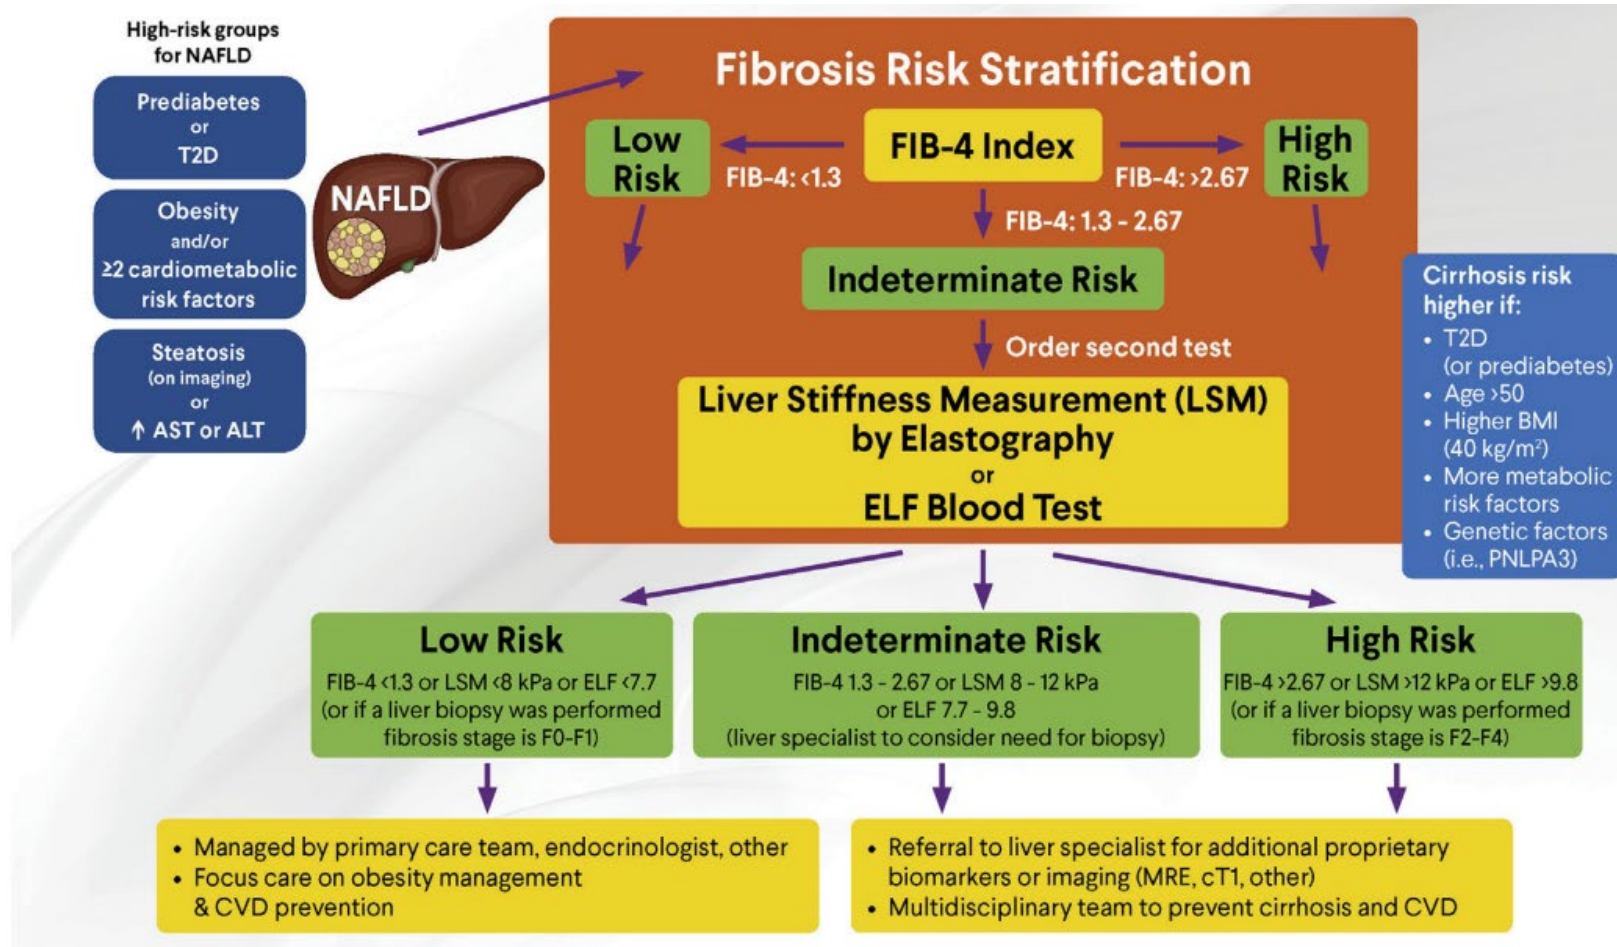 High-risk groups
for NAFLD
Prediabetes
or
T2D
Obesity
and/or
≥2 cardiometabolic
risk factors
Steatosis
(on imaging)
or
↑ AST or ALT
NAFLD
Fibrosis Risk Stratification
Low
Risk
FIB-4: <1.3
FIB-4 Index
FIB-4: >2.67
High
Risk
FIB-4: 1.3 - 2.67
Indeterminate Risk
Order second test
Liver Stiffness Measurement (LSM)
by Elastography
or
ELF Blood Test
Cirrhosis risk
higher if:
• T2D
(or prediabetes)
• Age >50
• Higher BMI
(40 kg/m²)
• More metabolic
risk factors
• Genetic factors
(i.e., PNLPA3)
Low Risk
FIB-4 <1.3 or LSM <8 kPa or ELF <7.7
(or if a liver biopsy was performed
fibrosis stage is F0-F1)
Indeterminate Risk
FIB-4 1.3 - 2.67 or LSM 8 - 12 kPa
or ELF 7.7 - 9.8
(liver specialist to consider need for biopsy)
High Risk
FIB-4 >2.67 or LSM >12 kPa or ELF >9.8
(or if a liver biopsy was performed
fibrosis stage is F2-F4)
• Managed by primary care team, endocrinologist, other
• Focus care on obesity management
& CVD prevention
• Referral to liver specialist for additional proprietary
biomarkers or imaging (MRE, cT1, other)
• Multidisciplinary team to prevent cirrhosis and CVD